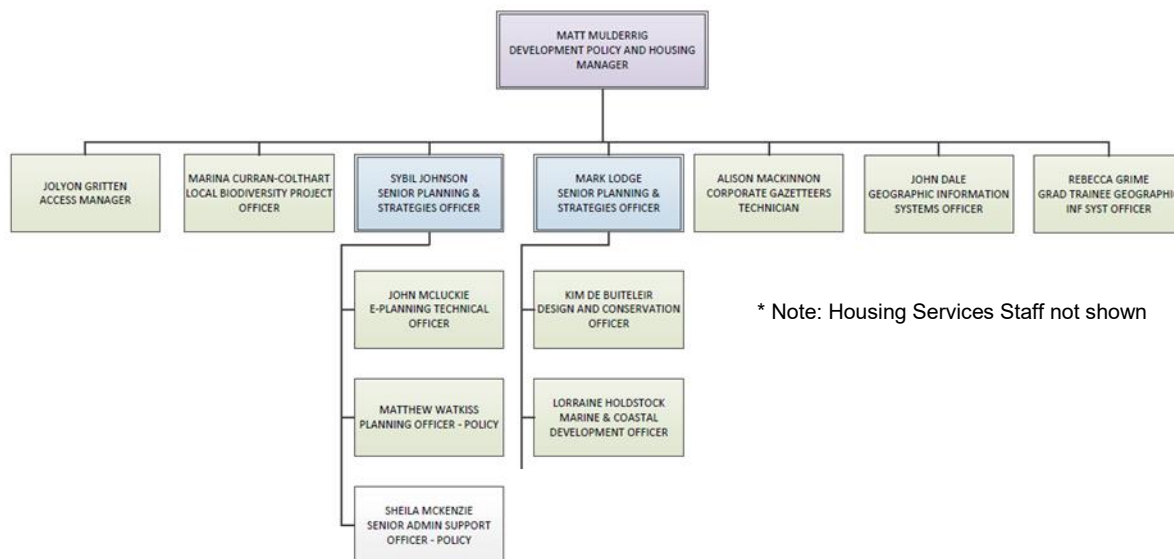 MATT MULDERRIG
DEVELOPMENT POLICY AND HOUSING
MANAGER
JOLYON GRITTEN
ACCESS MANAGER
MARINA CURRAN-COLTHART
LOCAL BIODIVERSITY PROJECT
OFFICER
SYBIL JOHNSON
SENIOR PLANNING &
STRATEGIES OFFICER
MARK LODGE
SENIOR PLANNING &
STRATEGIES OFFICER
ALISON MACKINNON
CORPORATE GAZETTEERS
TECHNICIAN
JOHN DALE
GEOGRAPHIC INFORMATION
SYSTEMS OFFICER
REBECCA GRIME
GRAD TRAINEE GEOGRAPHIC
INF SYST OFFICER
JOHN MCLUCKIE
E-PLANNING TECHNICAL
OFFICER
KIM DE BUITELEIR
DESIGN AND CONSERVATION
OFFICER
* Note: Housing Services Staff not shown
MATTHEW WATKISS
PLANNING OFFICER - POLICY
LORRAINE HOLDSTOCK
MARINE & COASTAL
DEVELOPMENT OFFICER
SHEILA MCKENZIE
SENIOR ADMIN SUPPORT
OFFICER - POLICY